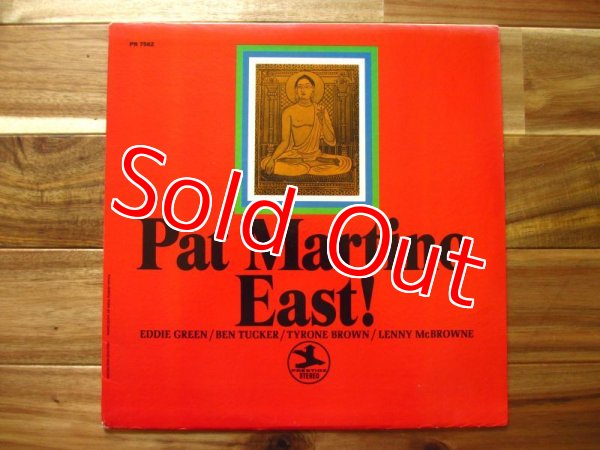 PR 7562
Pat Martino
East!
EDDIE GREEN/BEN TUCKER/TYRONE BROWN/LENNY McBROWNE
PRESTIGE
STEREO
Sold Out